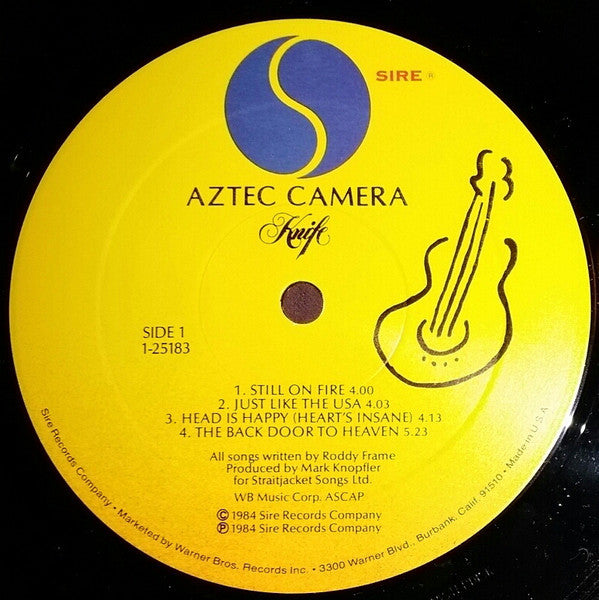 SIRE ®
AZTEC CAMERA
Knife
SIDE 1
1-25183
1. STILL ON FIRE 4.00
2. JUST LIKE THE USA 4.03
3. HEAD IS HAPPY (HEART'S INSANE) 4.13
4. THE BACK DOOR TO HEAVEN 5.23
All songs written by Roddy Frame
Produced by Mark Knopfler
for Straitjacket Songs Ltd.
WB Music Corp. ASCAP
© 1984 Sire Records Company
℗ 1984 Sire Records Company
Sire Records Company • Marketed by Warner Bros. Records Inc. • 3300 Warner Blvd., Burbank, Calif. 91510 • Made in U.S.A